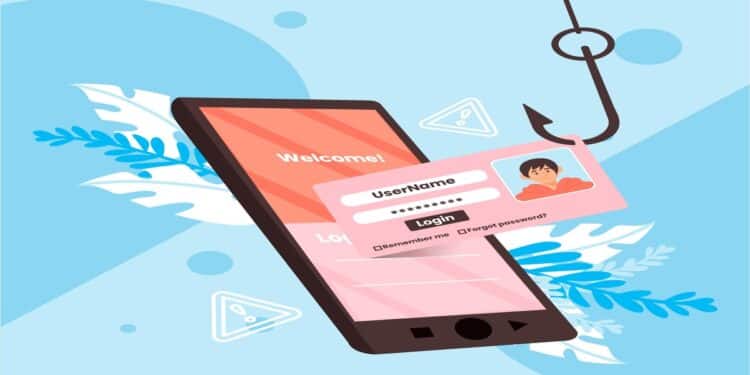 Welcome!
UserName
*********
Login
Remember me
Forgot password?